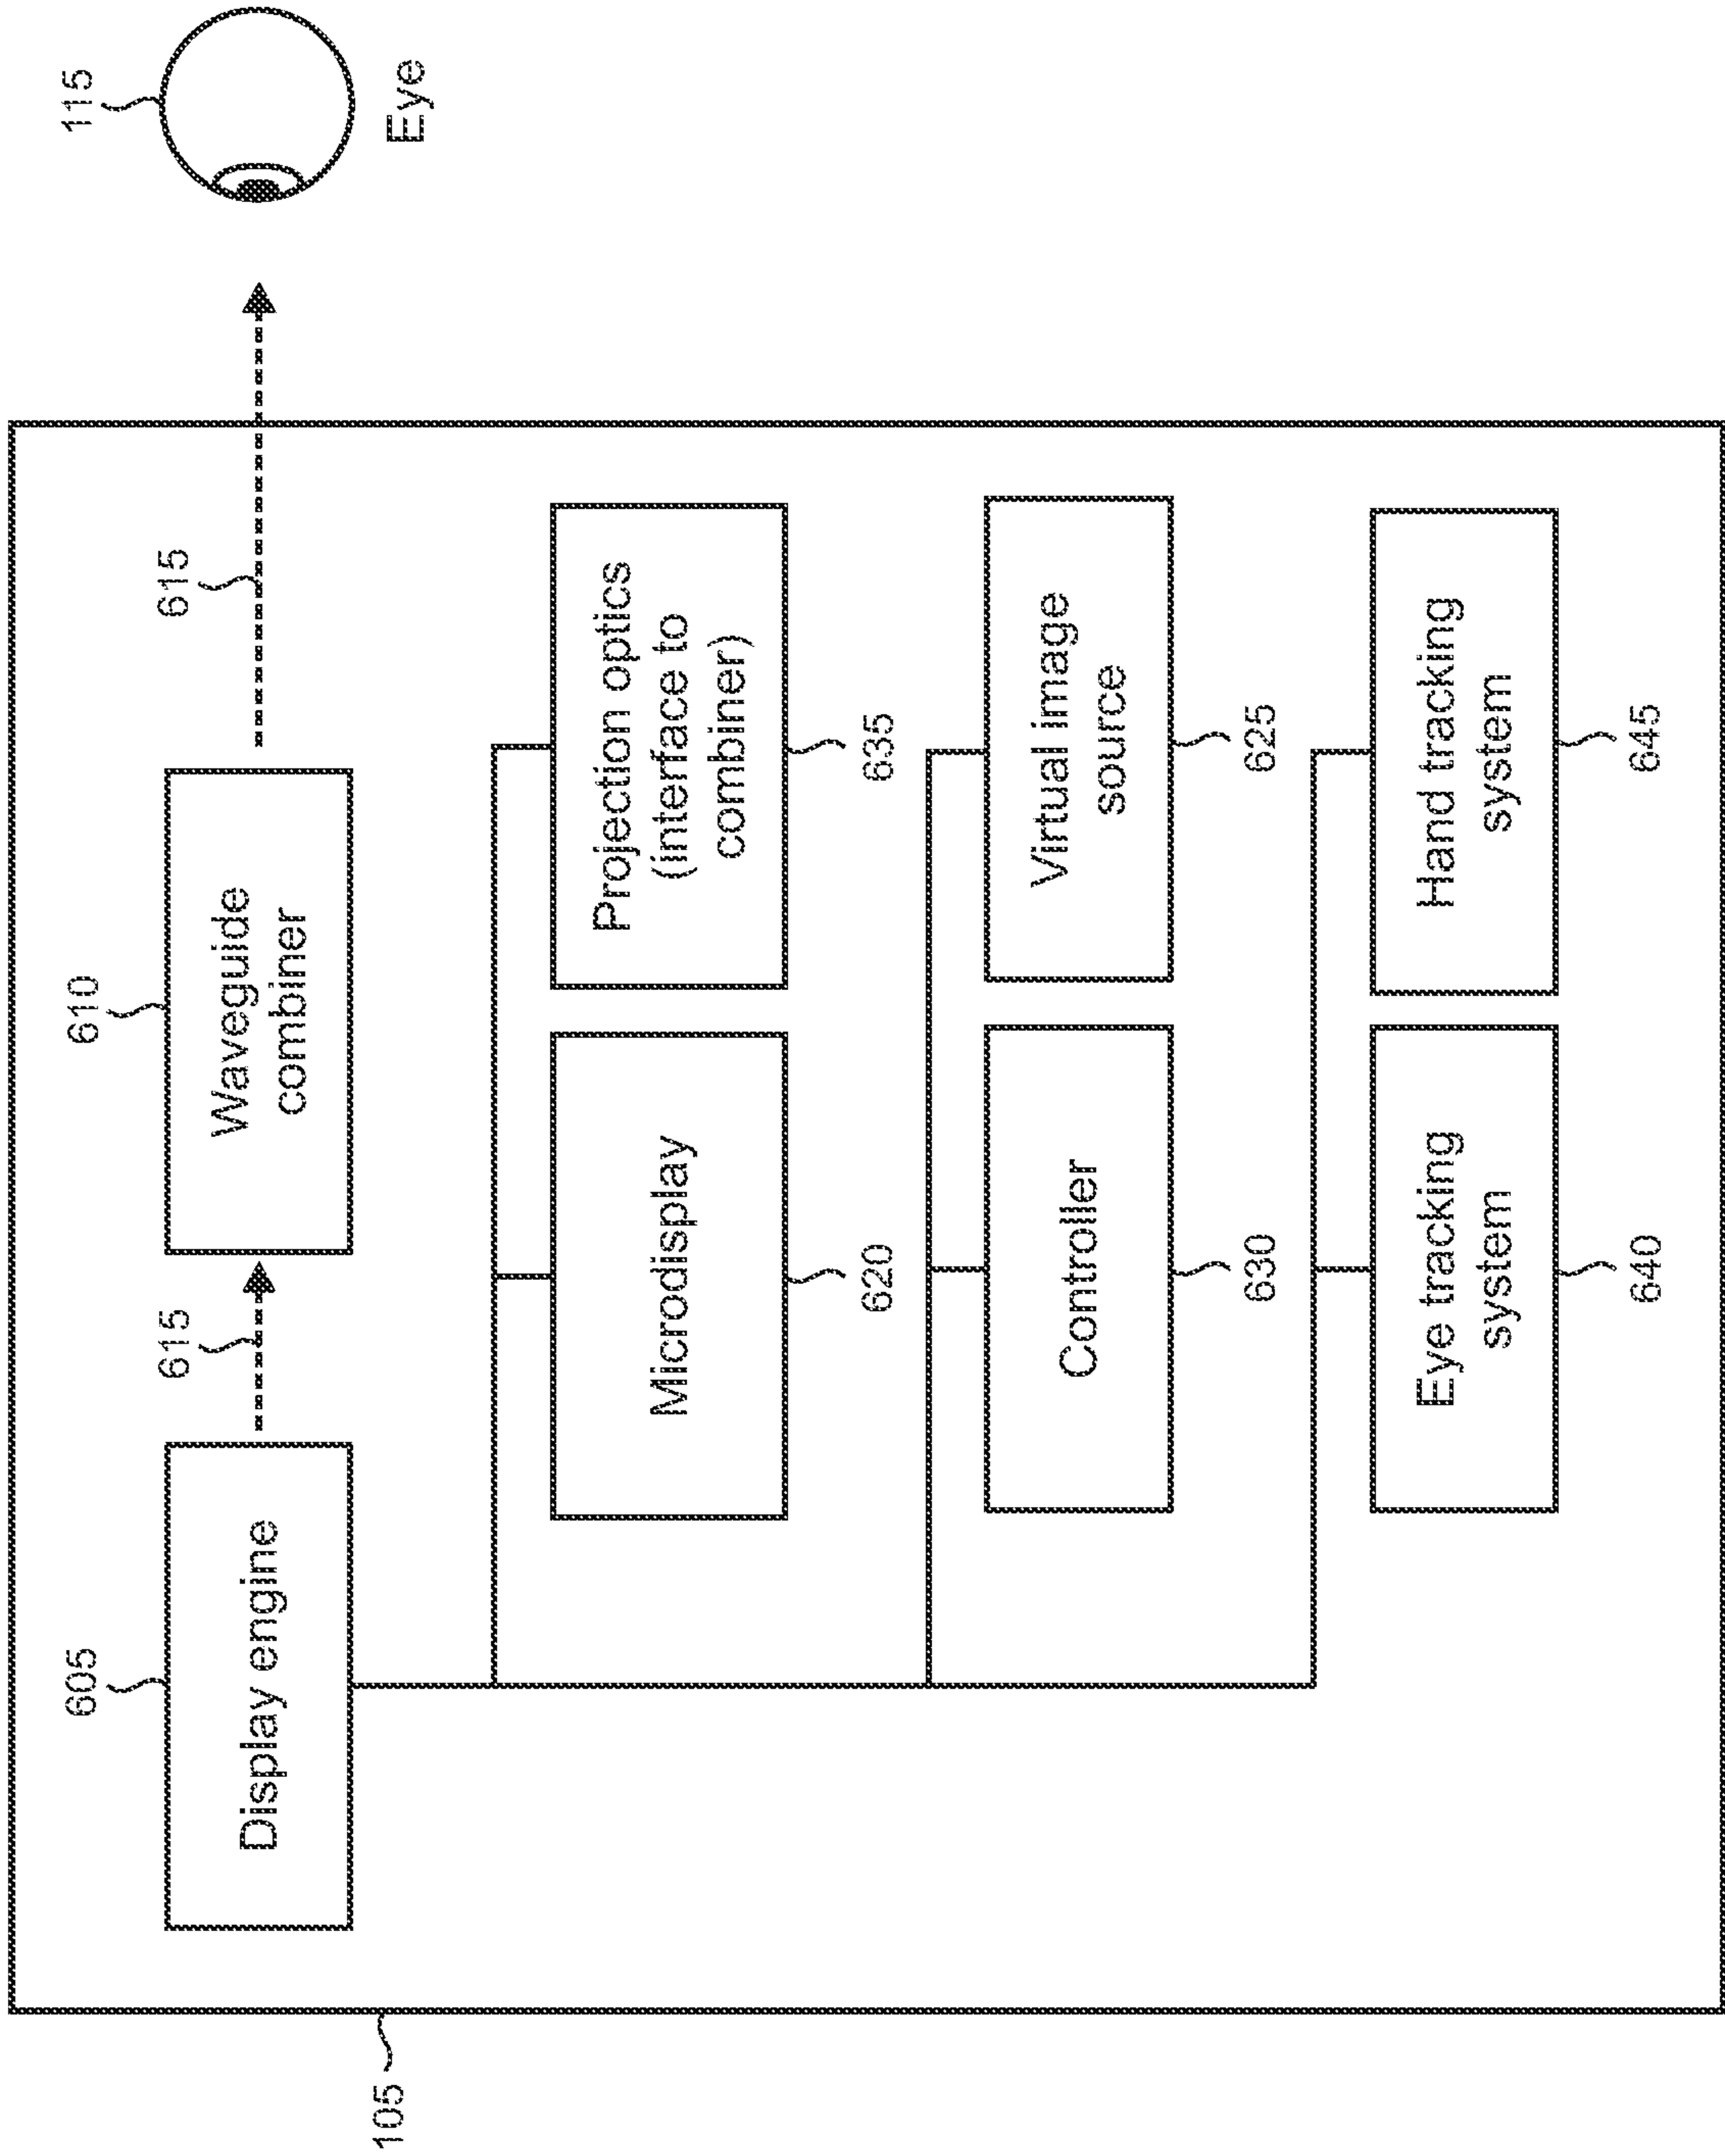 105
605
Display engine
615
610
Waveguide
combiner
615
115
Eye
Microdisplay
620
Projection optics
(interface to
combiner)
635
Controller
630
Virtual image
source
625
Eye tracking
system
640
Hand tracking
system
645